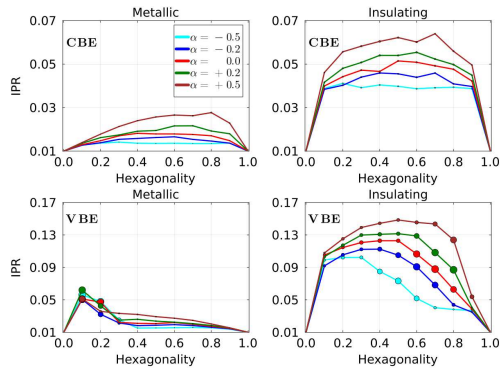 Metallic
Insulating
0.07
0.05
0.03
0.01
IPR
CBE
α = − 0.5
α = − 0.2
α = 0.0
α = + 0.2
α = + 0.5
0.0 0.2 0.4 0.6 0.8 1.0
Hexagonality
0.07
0.05
0.03
0.01
CBE
0.0 0.2 0.4 0.6 0.8 1.0
Hexagonality
Metallic
Insulating
0.17
0.13
0.09
0.05
0.01
IPR
VBE
0.0 0.2 0.4 0.6 0.8 1.0
Hexagonality
0.17
0.13
0.09
0.05
0.01
VBE
0.0 0.2 0.4 0.6 0.8 1.0
Hexagonality